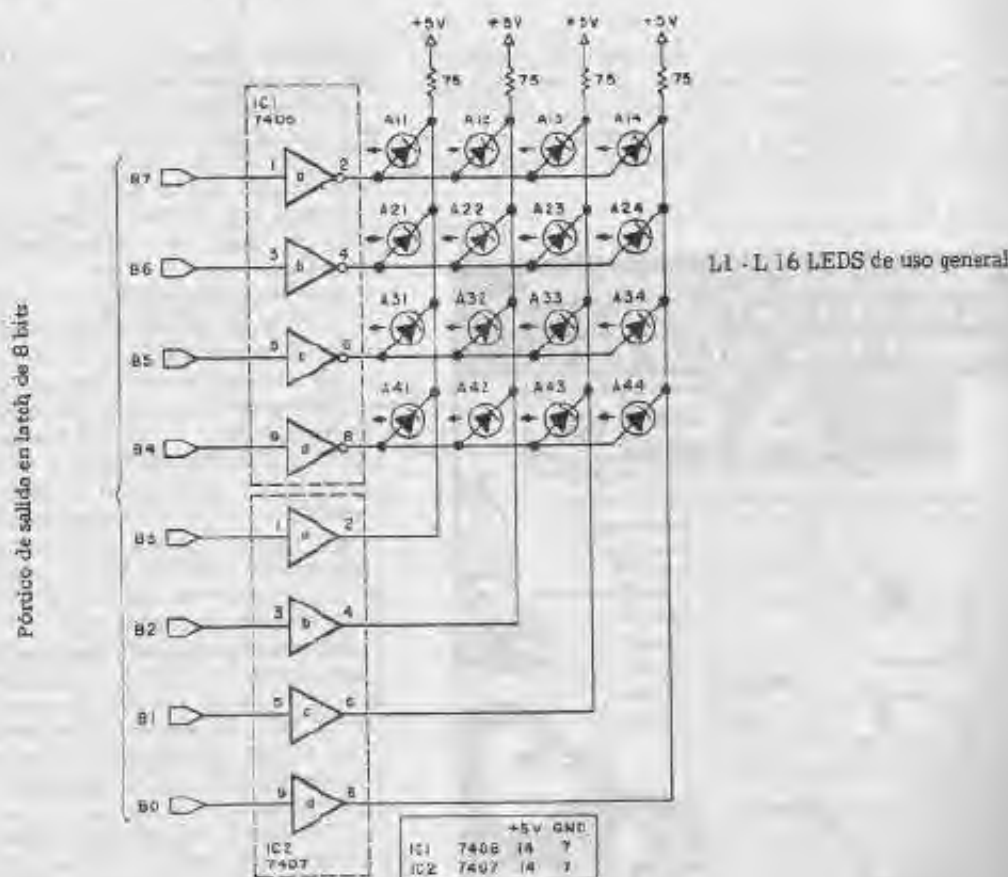 +5V +5V +5V +5V
75 75 75 75
IC1
7406
A11 A12 A13 A14
B7 1 a 2
A21 A22 A23 A24
B6 3 b 4
L1 - L 16 LEDS de uso general
A31 A32 A33 A34
B5 5 c 6
A41 A42 A43 A44
B4 9 d 8
Pórtico de salida en latch de 8 bits
B3 1 a 2
B2 3 b 4
B1 5 c 6
B0 9 d 8
IC2
7407
+5V GND
IC1 7406 14 7
IC2 7407 14 7